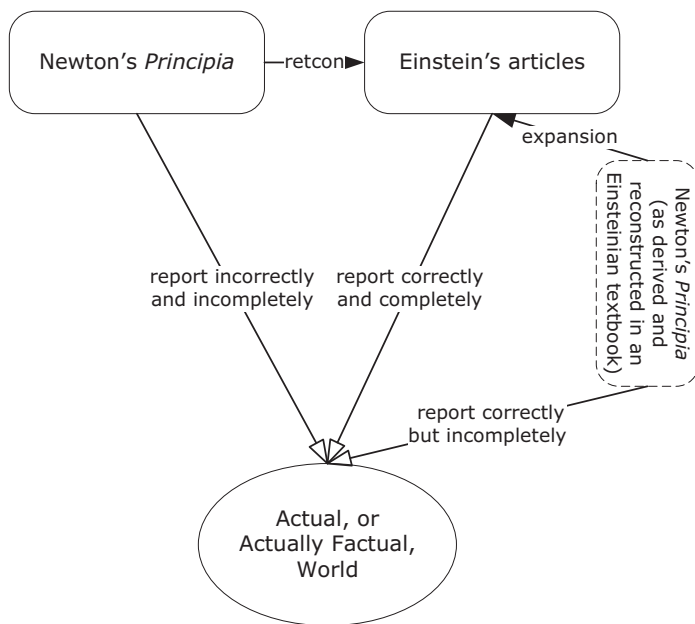 Newton's Principia
retcon
Einstein's articles
expansion
Newton's Principia
(as derived and
reconstructed in an
Einsteinian textbook)
report incorrectly
and incompletely
report correctly
and completely
report correctly
but incompletely
Actual, or
Actually Factual,
World